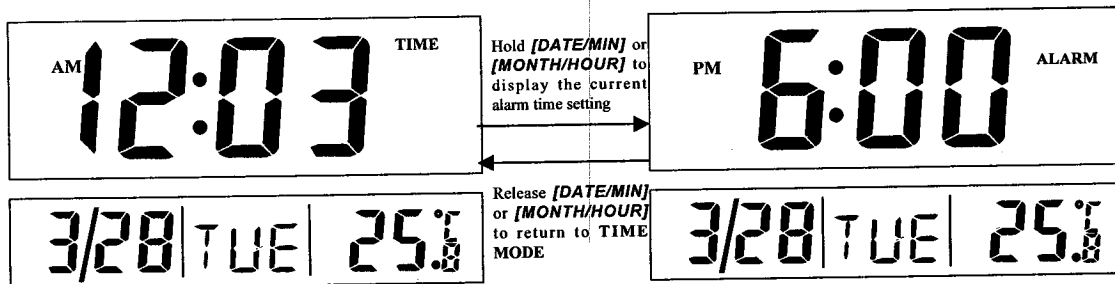 AM 12:03 TIME
Hold [DATE/MIN] or
[MONTH/HOUR] to
display the current
alarm time setting
PM 6:00 ALARM
3/28 TUE 25.8°C
Release [DATE/MIN]
or [MONTH/HOUR]
to return to TIME
MODE
3/28 TUE 25.8°C